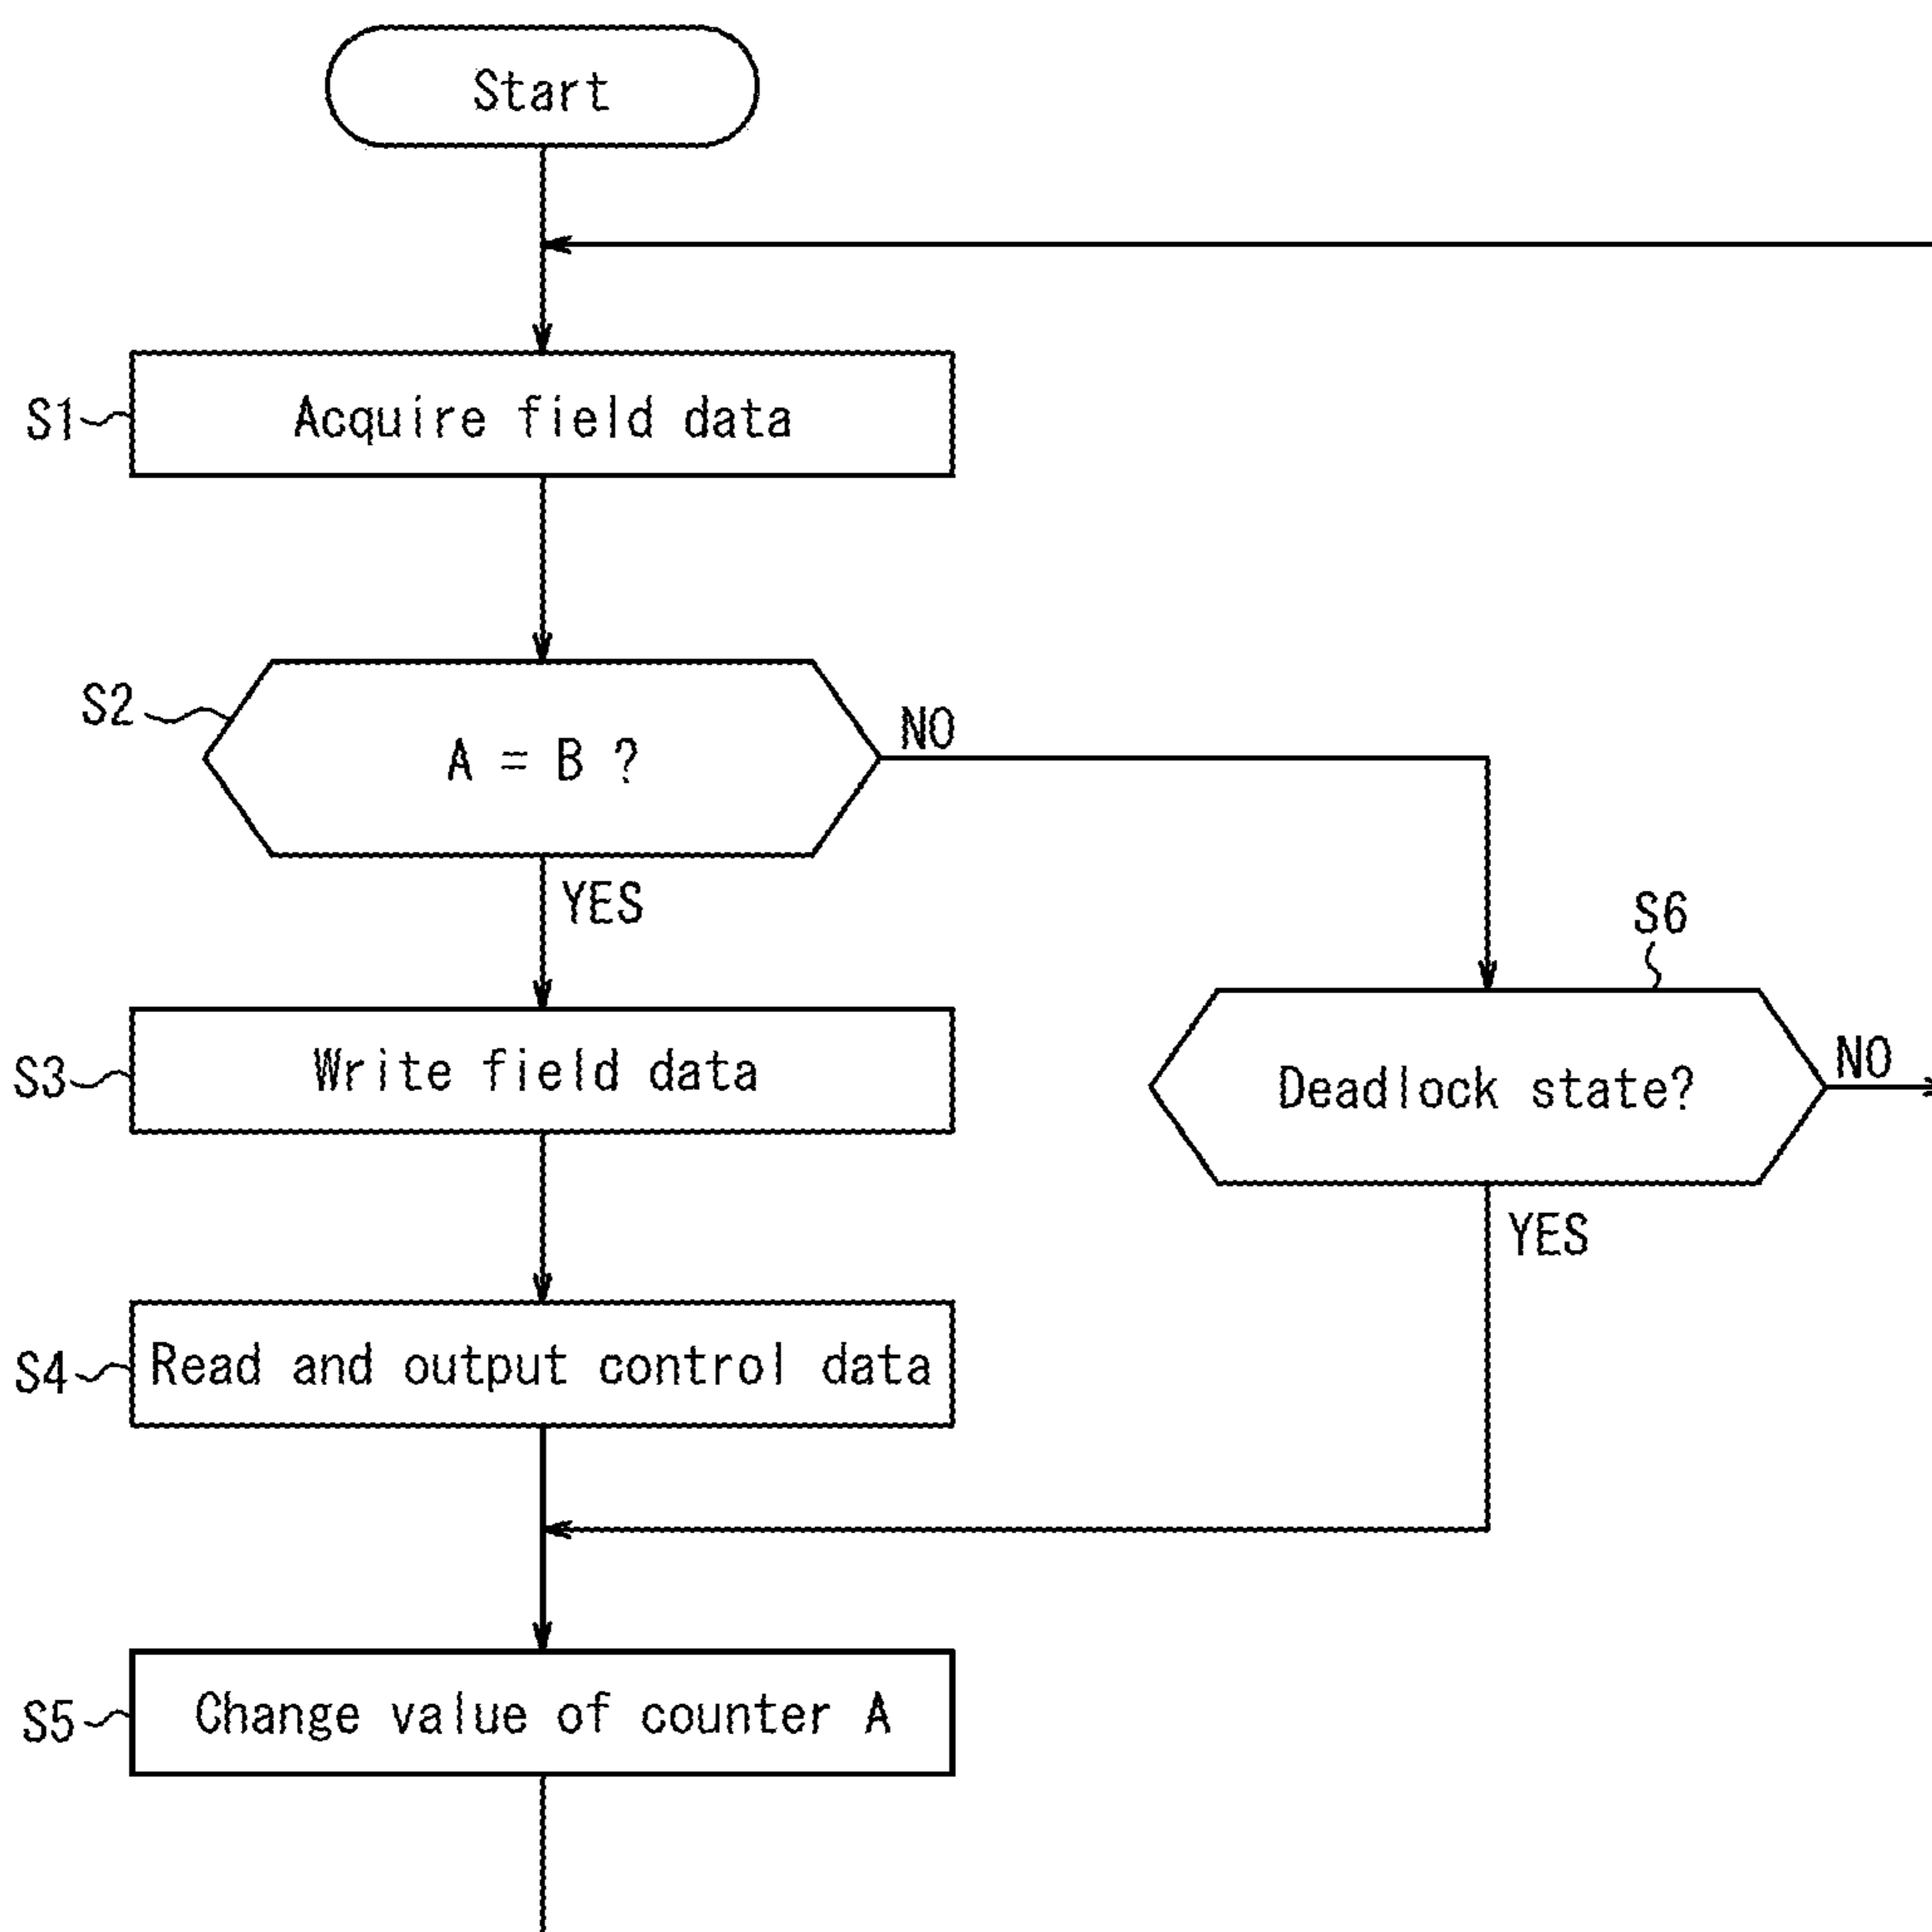 Start
S1
Acquire field data
S2
A = B ?
NO
YES
S6
S3
Write field data
Deadlock state?
NO
YES
S4
Read and output control data
S5
Change value of counter A